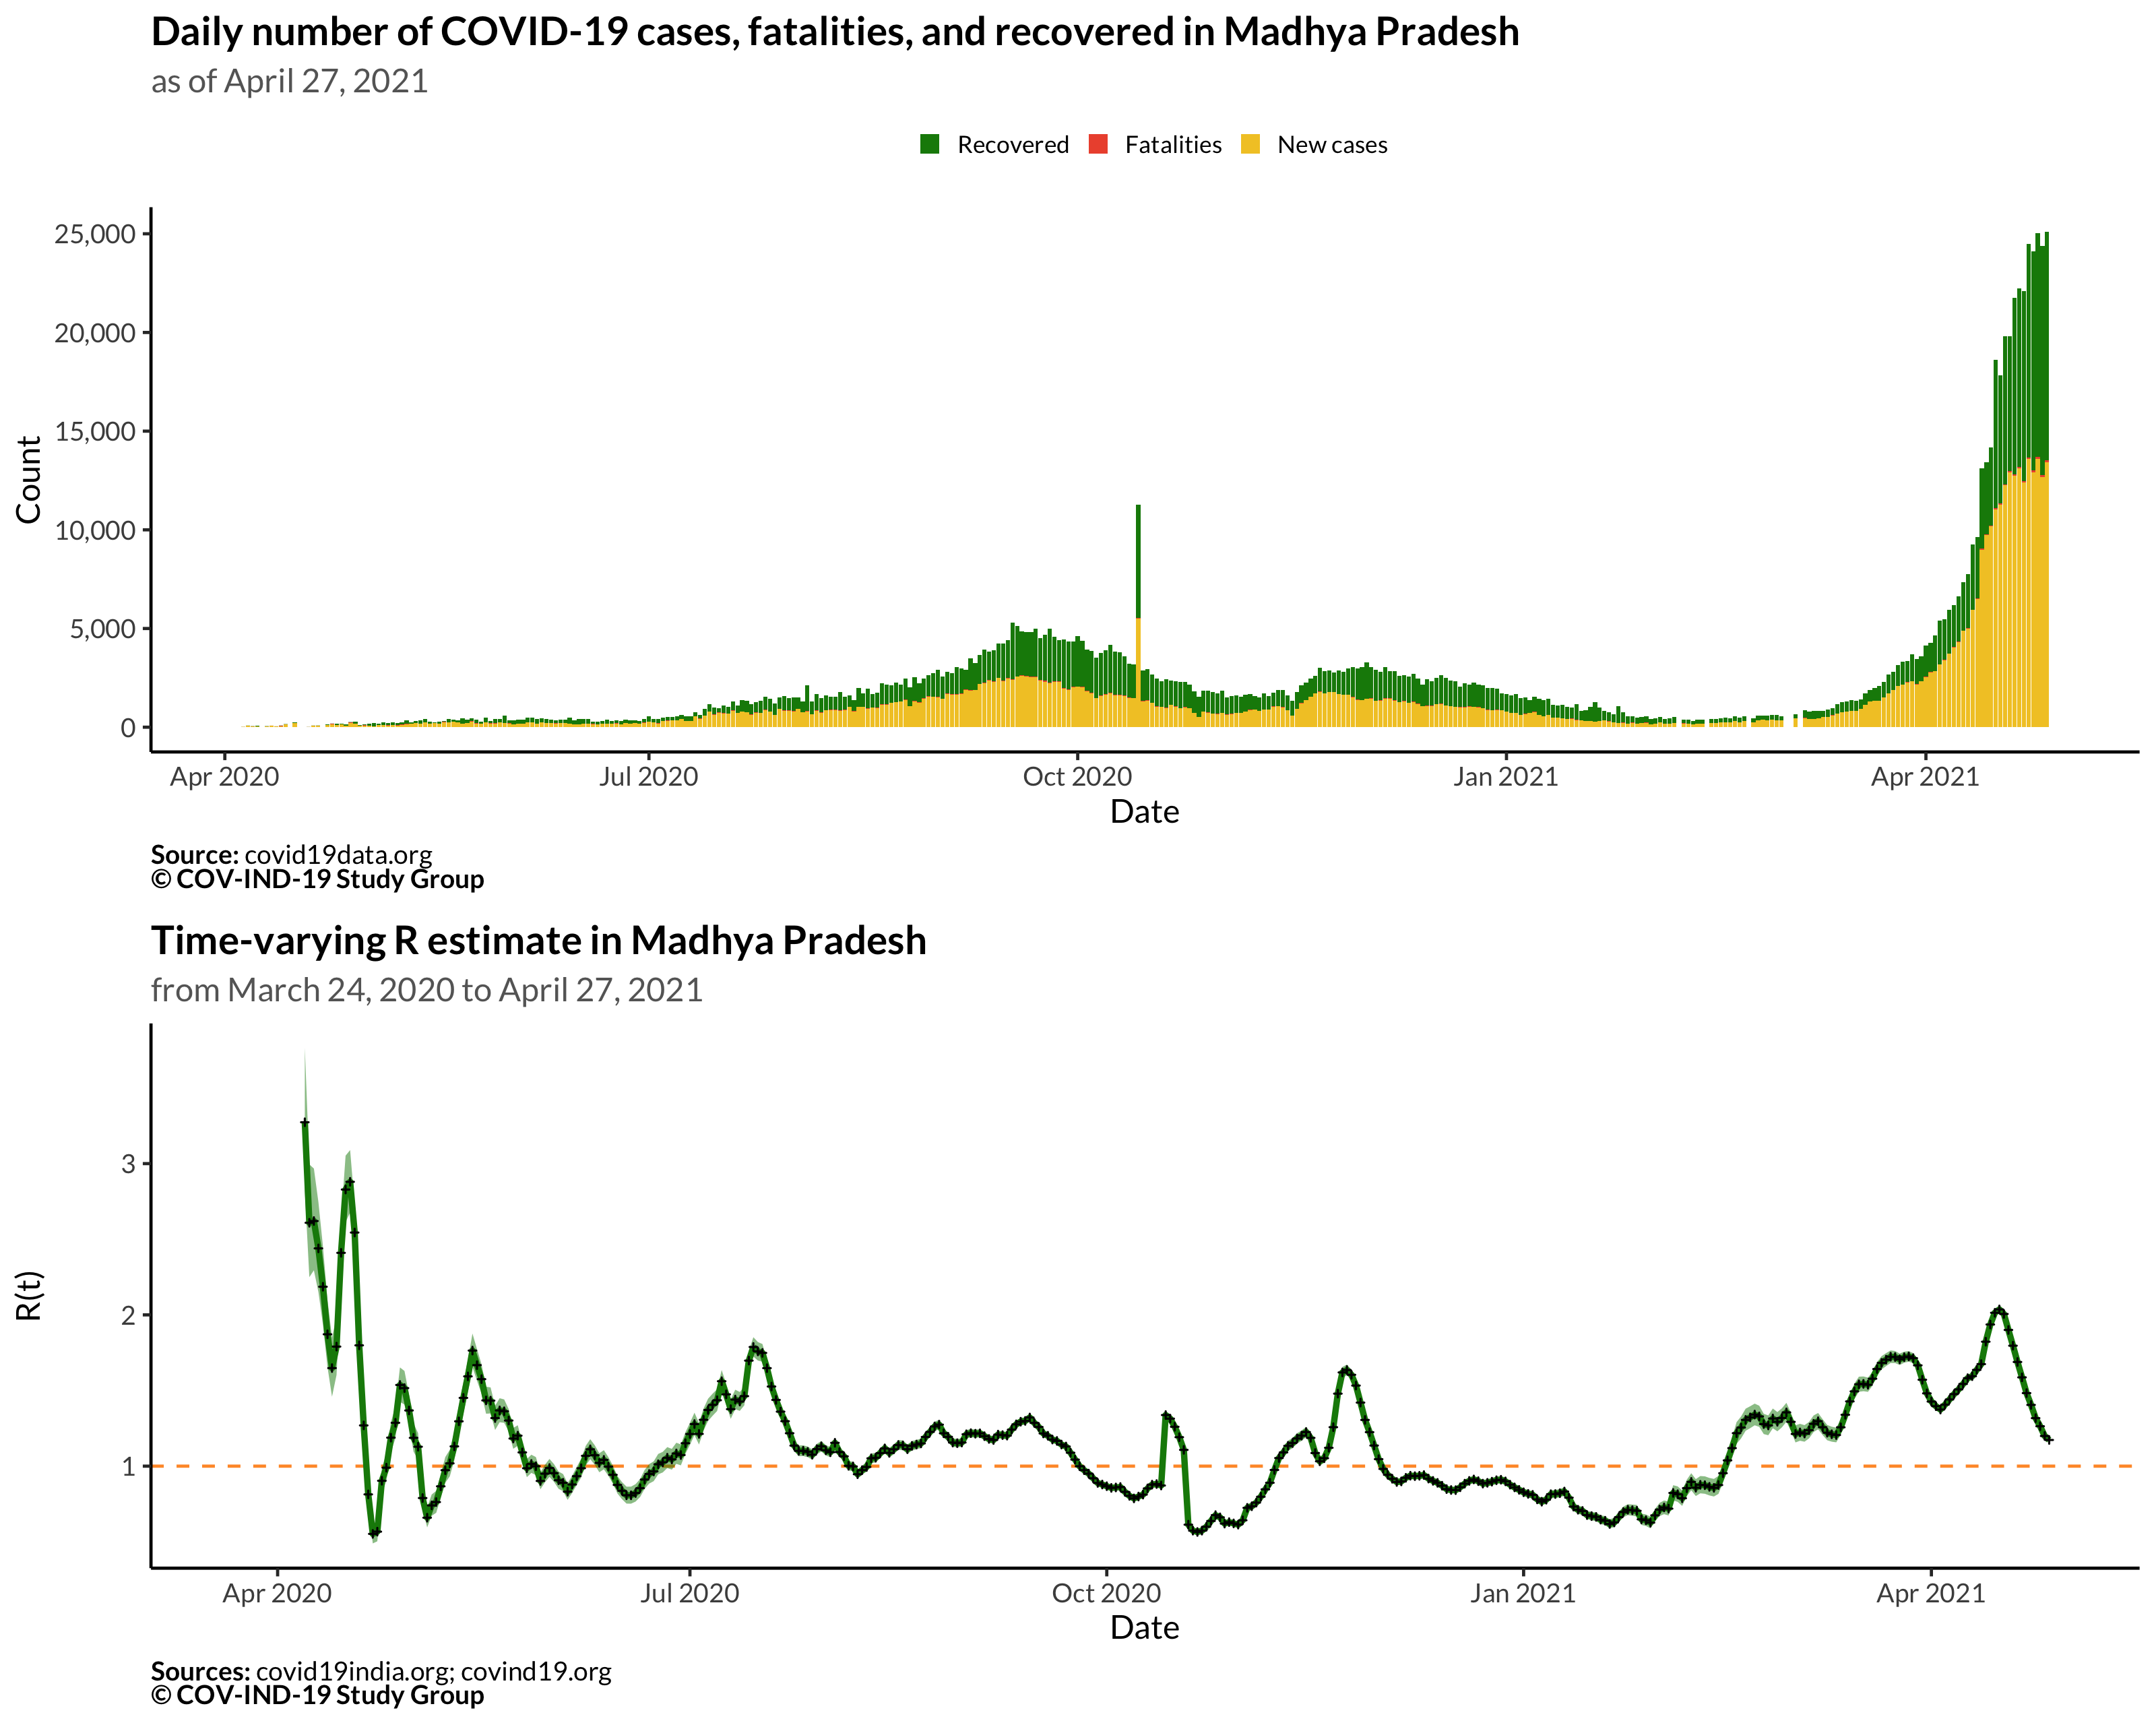 Daily number of COVID-19 cases, fatalities, and recovered in Madhya Pradesh
as of April 27, 2021
Recovered Fatalities New cases
25,000
20,000
15,000
10,000
5,000
0
Count
Apr 2020 Jul 2020 Oct 2020 Jan 2021 Apr 2021
Date
Source: covid19data.org
© COV-IND-19 Study Group
Time-varying R estimate in Madhya Pradesh
from March 24, 2020 to April 27, 2021
3
2
1
R(t)
Apr 2020 Jul 2020 Oct 2020 Jan 2021 Apr 2021
Date
Sources: covid19india.org; covind19.org
© COV-IND-19 Study Group